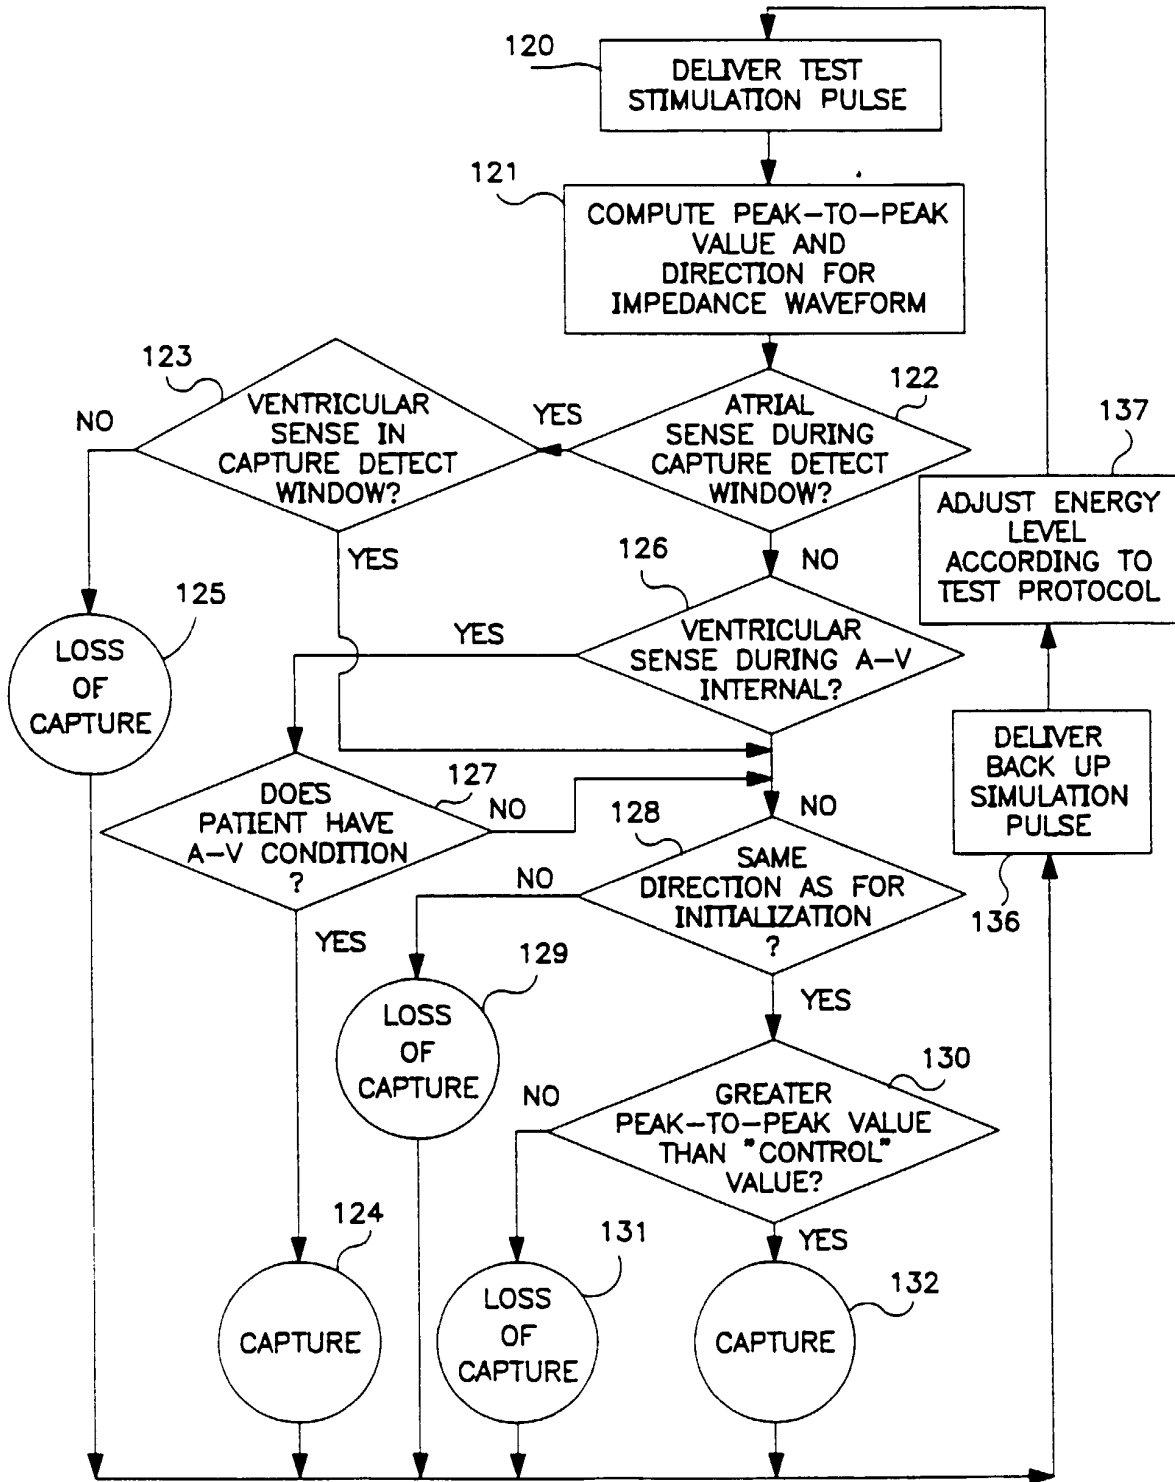 120
DELIVER TEST
STIMULATION PULSE
121
COMPUTE PEAK-TO-PEAK
VALUE AND
DIRECTION FOR
IMPEDANCE WAVEFORM
123
NO
VENTRICULAR
SENSE IN
CAPTURE DETECT
WINDOW?
YES
YES
122
ATRIAL
SENSE DURING
CAPTURE DETECT
WINDOW?
NO
137
ADJUST ENERGY
LEVEL
ACCORDING TO
TEST PROTOCOL
125
LOSS
OF
CAPTURE
126
YES
VENTRICULAR
SENSE DURING A-V
INTERNAL?
NO
DELIVER
BACK UP
SIMULATION
PULSE
136
127
DOES
PATIENT HAVE
A-V CONDITION
?
NO
YES
128
NO
SAME
DIRECTION AS FOR
INITIALIZATION
?
YES
129
LOSS
OF
CAPTURE
130
NO
GREATER
PEAK-TO-PEAK VALUE
THAN "CONTROL"
VALUE?
YES
124
CAPTURE
131
LOSS
OF
CAPTURE
132
CAPTURE